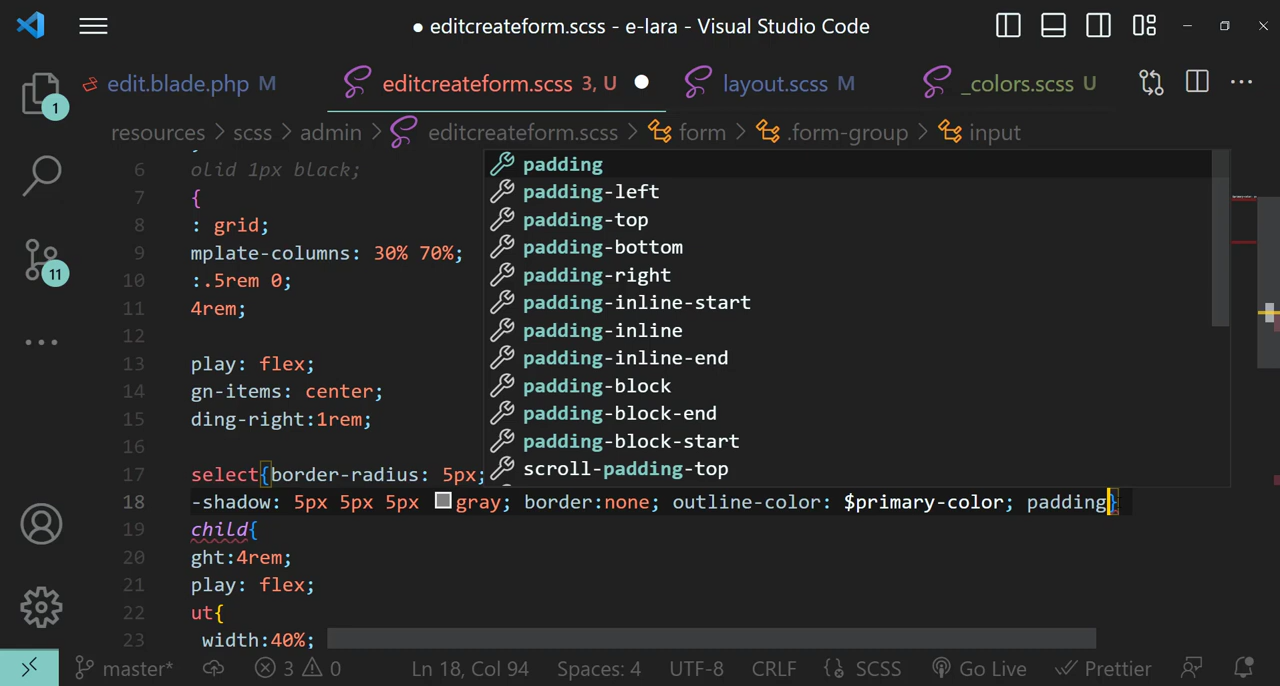 ● editcreateform.scss - e-lara - Visual Studio Code
edit.blade.php M editcreateform.scss 3, U layout.scss M _colors.scss U
1
resources > scss > admin > editcreateform.scss > form > .form-group > input
6 olid 1px black;
7 {
8 : grid;
9 mplate-columns: 30% 70%;
10 :.5rem 0;
11 4rem;
12
13 play: flex;
14 gn-items: center;
15 ding-right:1rem;
16
17 select{border-radius: 5px;
18 -shadow: 5px 5px 5px gray; border:none; outline-color: $primary-color; padding}
19 child{
20 ght:4rem;
21 play: flex;
22 ut{
23 width:40%;
padding
padding-left
padding-top
padding-bottom
padding-right
padding-inline-start
padding-inline
padding-inline-end
padding-block
padding-block-end
padding-block-start
scroll-padding-top
11
master* 3 0 Ln 18, Col 94 Spaces: 4 UTF-8 CRLF {} SCSS Go Live Prettier